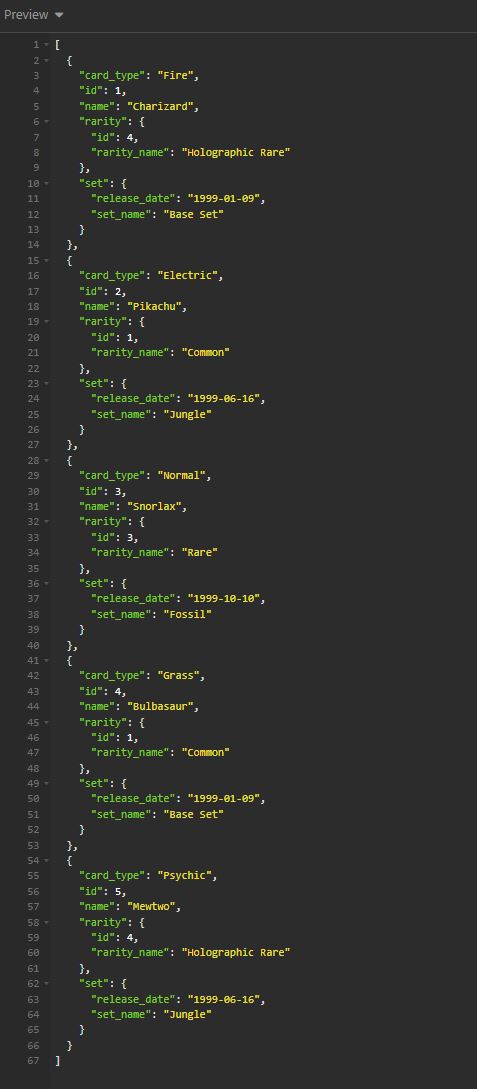 Preview
1 [
2 {
3 "card_type": "Fire",
4 "id": 1,
5 "name": "Charizard",
6 "rarity": {
7 "id": 4,
8 "rarity_name": "Holographic Rare"
9 },
10 "set": {
11 "release_date": "1999-01-09",
12 "set_name": "Base Set"
13 }
14 },
15 {
16 "card_type": "Electric",
17 "id": 2,
18 "name": "Pikachu",
19 "rarity": {
20 "id": 1,
21 "rarity_name": "Common"
22 },
23 "set": {
24 "release_date": "1999-06-16",
25 "set_name": "Jungle"
26 }
27 },
28 {
29 "card_type": "Normal",
30 "id": 3,
31 "name": "Snorlax",
32 "rarity": {
33 "id": 3,
34 "rarity_name": "Rare"
35 },
36 "set": {
37 "release_date": "1999-10-10",
38 "set_name": "Fossil"
39 }
40 },
41 {
42 "card_type": "Grass",
43 "id": 4,
44 "name": "Bulbasaur",
45 "rarity": {
46 "id": 1,
47 "rarity_name": "Common"
48 },
49 "set": {
50 "release_date": "1999-01-09",
51 "set_name": "Base Set"
52 }
53 },
54 {
55 "card_type": "Psychic",
56 "id": 5,
57 "name": "Mewtwo",
58 "rarity": {
59 "id": 4,
60 "rarity_name": "Holographic Rare"
61 },
62 "set": {
63 "release_date": "1999-06-16",
64 "set_name": "Jungle"
65 }
66 }
67 ]